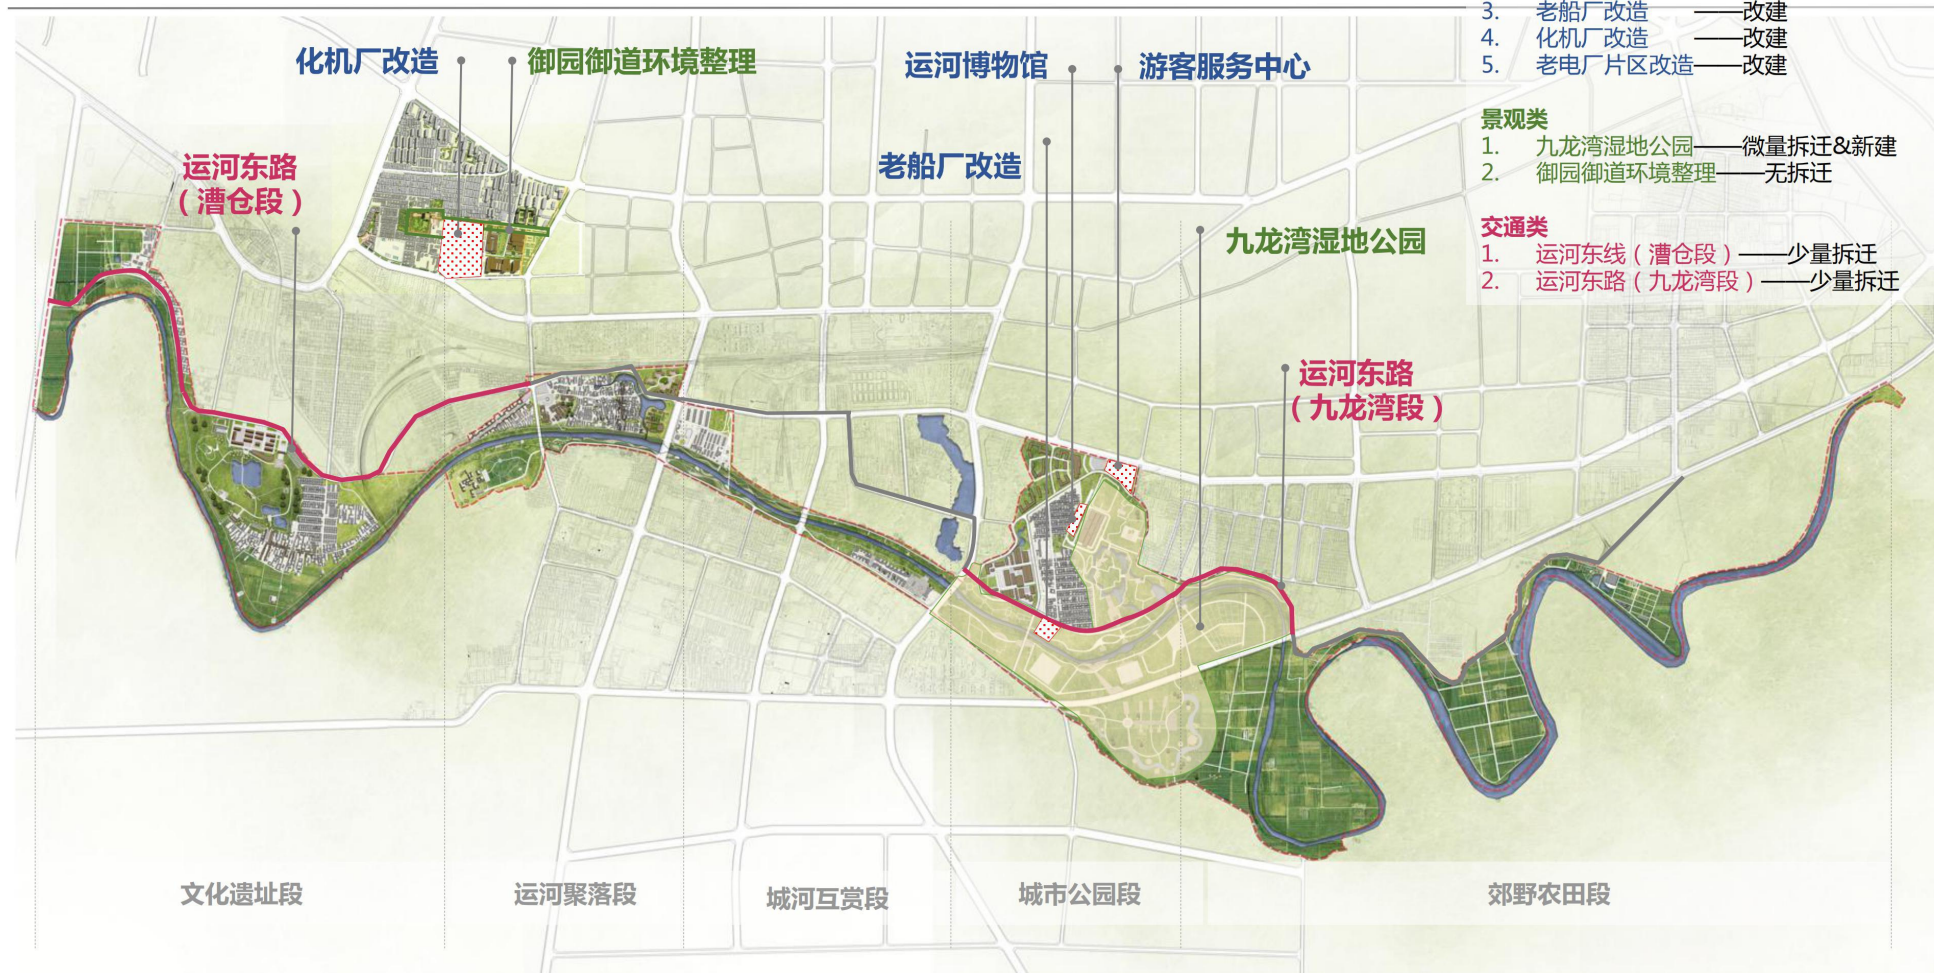 3. 老船厂改造 ——改建
4. 化机厂改造 ——改建
5. 老电厂片区改造——改建
景观类
1. 九龙湾湿地公园——微量拆迁&新建
2. 御园御道环境整理——无拆迁
交通类
1. 运河东线（漕仓段）——少量拆迁
2. 运河东路（九龙湾段）——少量拆迁
化机厂改造
御园御道环境整理
运河博物馆
游客服务中心
运河东路
（漕仓段）
老船厂改造
九龙湾湿地公园
运河东路
（九龙湾段）
文化遗址段
运河聚落段
城河互赏段
城市公园段
郊野农田段